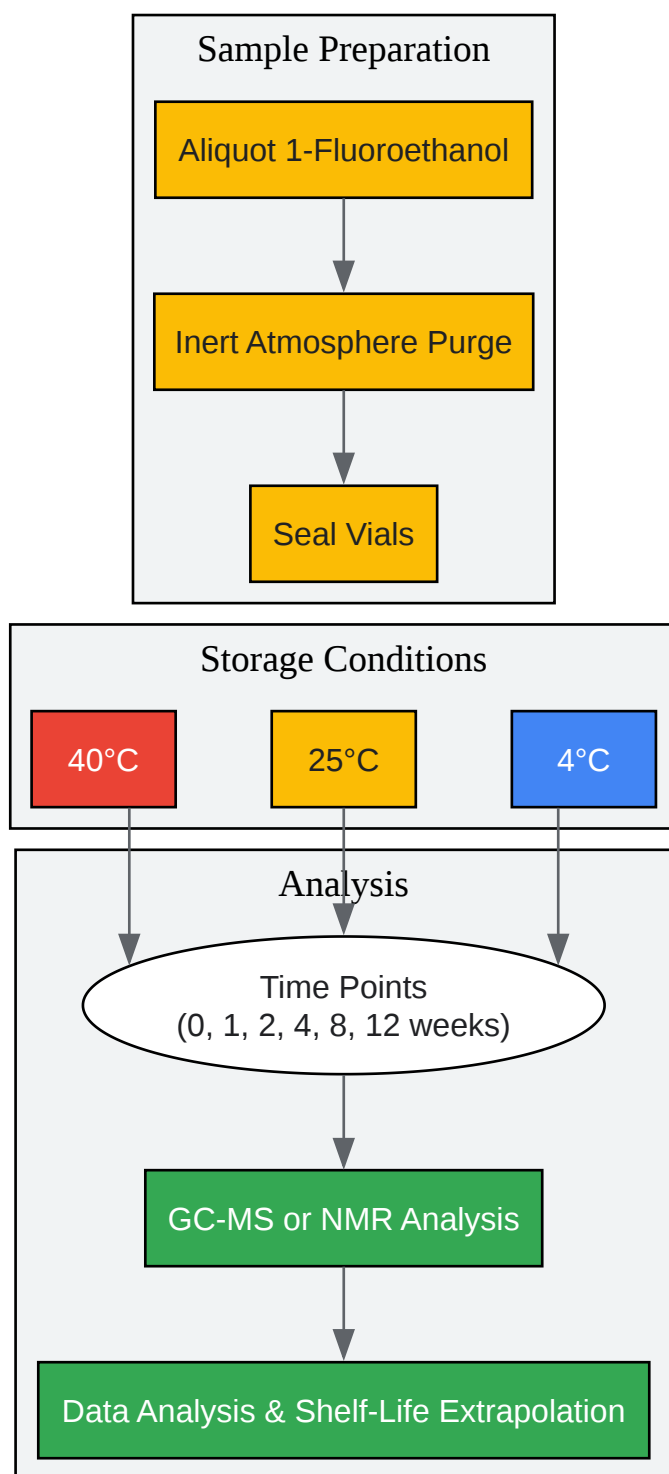 Sample Preparation
Aliquot 1-Fluoroethanol
Inert Atmosphere Purge
Seal Vials
Storage Conditions
40°C
25°C
4°C
Analysis
Time Points
(0, 1, 2, 4, 8, 12 weeks)
GC-MS or NMR Analysis
Data Analysis & Shelf-Life Extrapolation